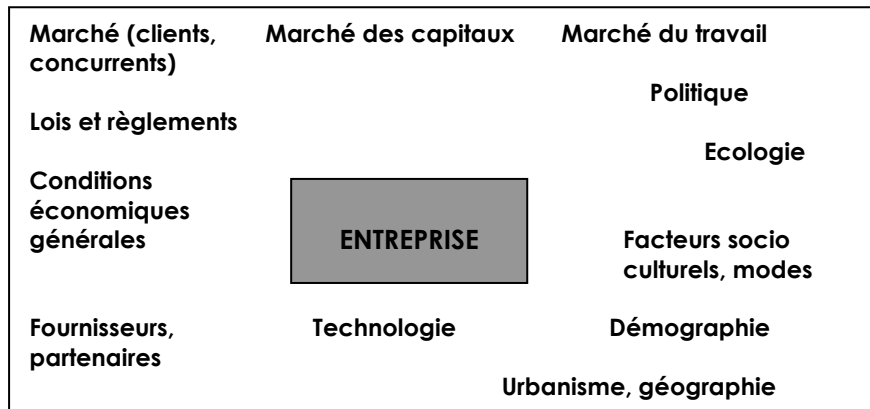 Marché (clients,
concurrents)
Marché des capitaux
Marché du travail
Politique
Lois et règlements
Ecologie
Conditions
économiques
générales
ENTREPRISE
Facteurs socio
culturels, modes
Fournisseurs,
partenaires
Technologie
Démographie
Urbanisme, géographie